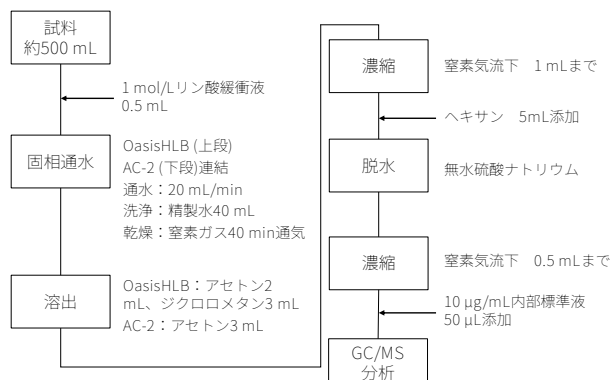 試料
約500 mL
1 mol/Lリン酸緩衝液
0.5 mL
固相通水
OasisHLB (上段)
AC-2 (下段)連結
通水：20 mL/min
洗浄：精製水40 mL
乾燥：窒素ガス40 min通気
溶出
OasisHLB：アセトン2
mL、ジクロロメタン3 mL
AC-2：アセトン3 mL
濃縮
窒素気流下　1 mLまで
ヘキサン　5mL添加
脱水
無水硫酸ナトリウム
濃縮
窒素気流下　0.5 mLまで
10 μg/mL内部標準液
50 μL添加
GC/MS
分析